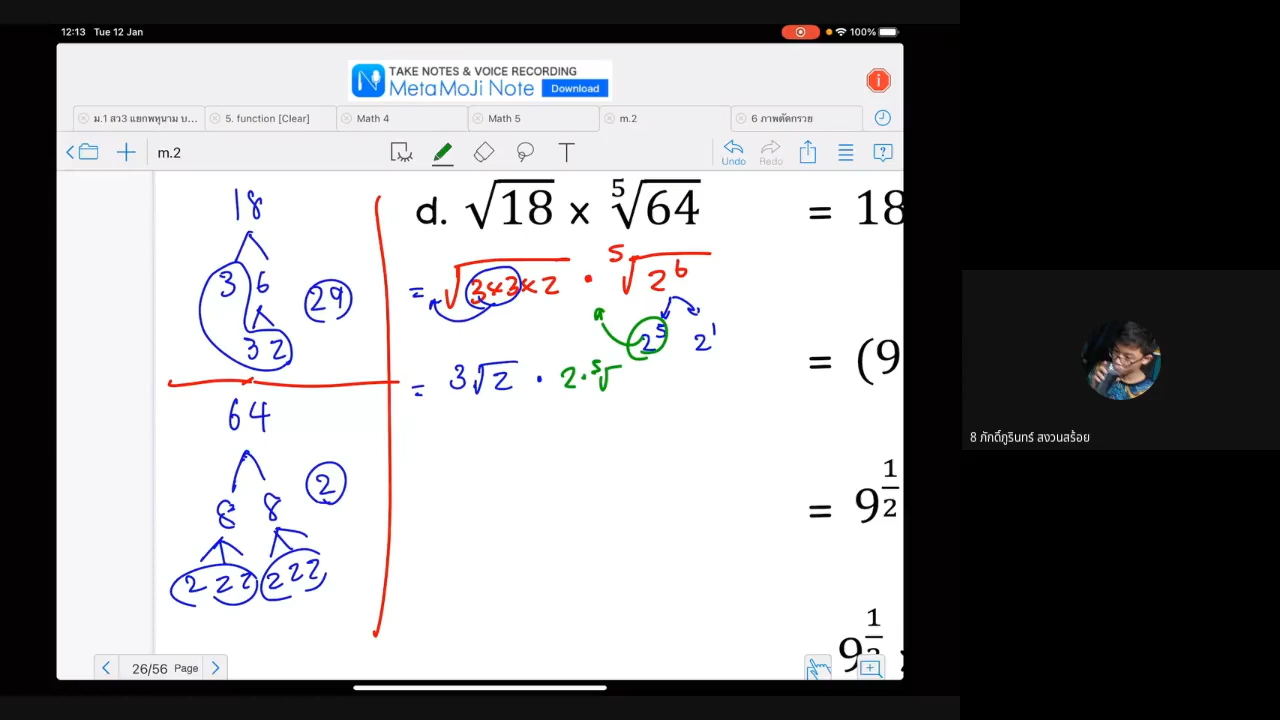 12:13 Tue 12 Jan
100%
TAKE NOTES & VOICE RECORDING
MetaMoJi Note
Download
ม.1 สว3 แยกพหุนาม บ...
5. function [Clear]
Math 4
Math 5
m.2
6 ภาพตัดกรวย
m.2
Undo
Redo
18
3 6
3 2
29
64
8 8
2
2 2 2 2 2 2
d. √18 x ⁵√64
= 18
= √3×3×2 · ⁵√2⁶
2⁵ 2¹
= 3√2 · 2·⁵√
= (9
= 9^(1/2)
9^(1/2)
26/56 Page
8 ภักดิ์ภูรินทร์ สงวนสร้อย